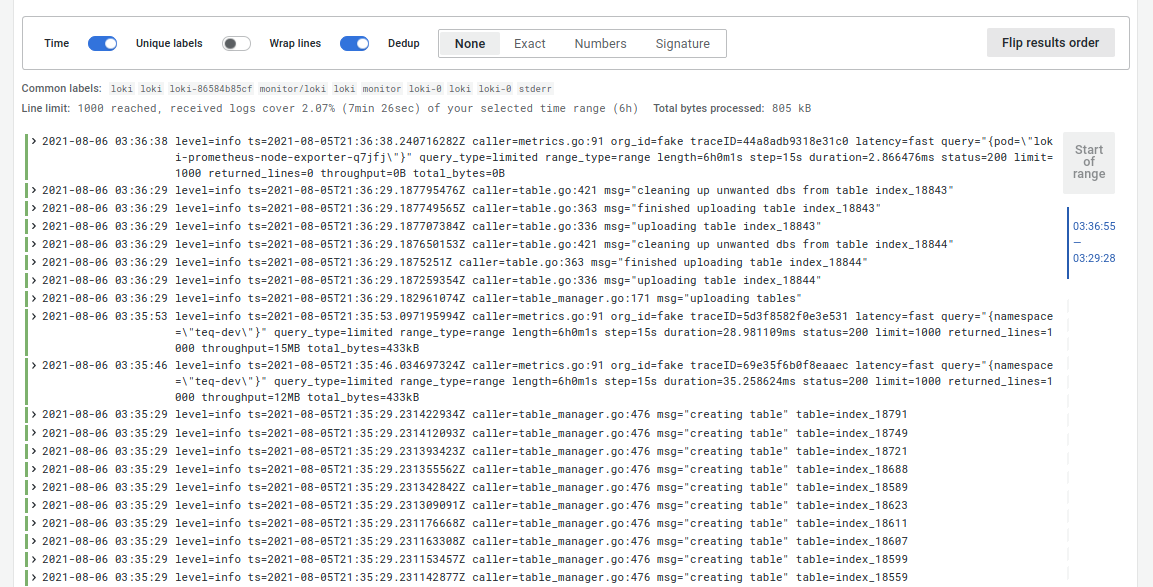 Time Unique labels Wrap lines Dedup None Exact Numbers Signature Flip results order
Common labels: loki loki loki-86584b85cf monitor/loki loki monitor loki-0 loki loki-0 stderr
Line limit: 1000 reached, received logs cover 2.07% (7min 26sec) of your selected time range (6h) Total bytes processed: 805 kB
> 2021-08-06 03:36:38 level=info ts=2021-08-05T21:36:38.240716282Z caller=metrics.go:91 org_id=fake traceID=44a8adb9318e31c0 latency=fast query="{pod=\"lo
ki-prometheus-node-exporter-q7jfj\"}" query_type=limited range_type=range length=6h0m1s step=15s duration=2.866476ms status=200 limit=
1000 returned_lines=0 throughput=0B total_bytes=0B
> 2021-08-06 03:36:29 level=info ts=2021-08-05T21:36:29.187795476Z caller=table.go:421 msg="cleaning up unwanted dbs from table index_18843"
> 2021-08-06 03:36:29 level=info ts=2021-08-05T21:36:29.187749565Z caller=table.go:363 msg="finished uploading table index_18843"
> 2021-08-06 03:36:29 level=info ts=2021-08-05T21:36:29.187707384Z caller=table.go:336 msg="uploading table index_18843"
> 2021-08-06 03:36:29 level=info ts=2021-08-05T21:36:29.187650153Z caller=table.go:421 msg="cleaning up unwanted dbs from table index_18844"
> 2021-08-06 03:36:29 level=info ts=2021-08-05T21:36:29.1875251Z caller=table.go:363 msg="finished uploading table index_18844"
> 2021-08-06 03:36:29 level=info ts=2021-08-05T21:36:29.187259354Z caller=table.go:336 msg="uploading table index_18844"
> 2021-08-06 03:36:29 level=info ts=2021-08-05T21:36:29.182961074Z caller=table_manager.go:171 msg="uploading tables"
> 2021-08-06 03:35:53 level=info ts=2021-08-05T21:35:53.097195994Z caller=metrics.go:91 org_id=fake traceID=5d3f8582f0e3e531 latency=fast query="{namespace
=\"teq-dev\"}" query_type=limited range_type=range length=6h0m1s step=15s duration=28.981109ms status=200 limit=1000 returned_lines=1
000 throughput=15MB total_bytes=433kB
> 2021-08-06 03:35:46 level=info ts=2021-08-05T21:35:46.034697324Z caller=metrics.go:91 org_id=fake traceID=69e35f6b0f8eaaec latency=fast query="{namespace
=\"teq-dev\"}" query_type=limited range_type=range length=6h0m1s step=15s duration=35.258624ms status=200 limit=1000 returned_lines=1
000 throughput=12MB total_bytes=433kB
> 2021-08-06 03:35:29 level=info ts=2021-08-05T21:35:29.231422934Z caller=table_manager.go:476 msg="creating table" table=index_18791
> 2021-08-06 03:35:29 level=info ts=2021-08-05T21:35:29.231412093Z caller=table_manager.go:476 msg="creating table" table=index_18749
> 2021-08-06 03:35:29 level=info ts=2021-08-05T21:35:29.231393423Z caller=table_manager.go:476 msg="creating table" table=index_18721
> 2021-08-06 03:35:29 level=info ts=2021-08-05T21:35:29.231355562Z caller=table_manager.go:476 msg="creating table" table=index_18688
> 2021-08-06 03:35:29 level=info ts=2021-08-05T21:35:29.231342842Z caller=table_manager.go:476 msg="creating table" table=index_18589
> 2021-08-06 03:35:29 level=info ts=2021-08-05T21:35:29.231309091Z caller=table_manager.go:476 msg="creating table" table=index_18623
> 2021-08-06 03:35:29 level=info ts=2021-08-05T21:35:29.231176668Z caller=table_manager.go:476 msg="creating table" table=index_18611
> 2021-08-06 03:35:29 level=info ts=2021-08-05T21:35:29.231163308Z caller=table_manager.go:476 msg="creating table" table=index_18607
> 2021-08-06 03:35:29 level=info ts=2021-08-05T21:35:29.231153457Z caller=table_manager.go:476 msg="creating table" table=index_18599
> 2021-08-06 03:35:29 level=info ts=2021-08-05T21:35:29.231142877Z caller=table_manager.go:476 msg="creating table" table=index_18559
Start
of
range
03:36:55
—
03:29:28